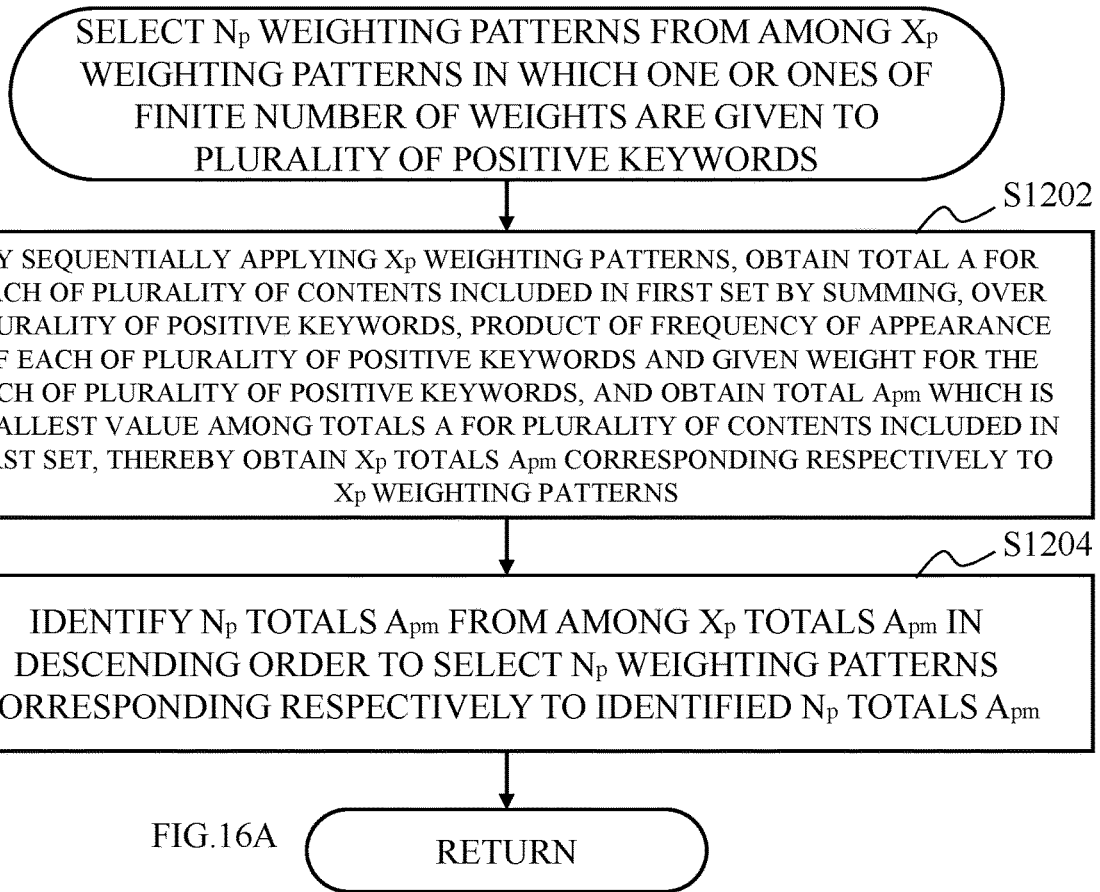 SELECT Np WEIGHTING PATTERNS FROM AMONG Xp
WEIGHTING PATTERNS IN WHICH ONE OR ONES OF
FINITE NUMBER OF WEIGHTS ARE GIVEN TO
PLURALITY OF POSITIVE KEYWORDS
S1202
Y SEQUENTIALLY APPLYING Xp WEIGHTING PATTERNS, OBTAIN TOTAL A FOR
ACH OF PLURALITY OF CONTENTS INCLUDED IN FIRST SET BY SUMMING, OVER
URALITY OF POSITIVE KEYWORDS, PRODUCT OF FREQUENCY OF APPEARANCE
F EACH OF PLURALITY OF POSITIVE KEYWORDS AND GIVEN WEIGHT FOR THE
CH OF PLURALITY OF POSITIVE KEYWORDS, AND OBTAIN TOTAL Apm WHICH IS
ALLEST VALUE AMONG TOTALS A FOR PLURALITY OF CONTENTS INCLUDED IN
RST SET, THEREBY OBTAIN Xp TOTALS Apm CORRESPONDING RESPECTIVELY TO
Xp WEIGHTING PATTERNS
S1204
IDENTIFY Np TOTALS Apm FROM AMONG Xp TOTALS Apm IN
DESCENDING ORDER TO SELECT Np WEIGHTING PATTERNS
ORRESPONDING RESPECTIVELY TO IDENTIFIED Np TOTALS Apm
FIG.16A
RETURN